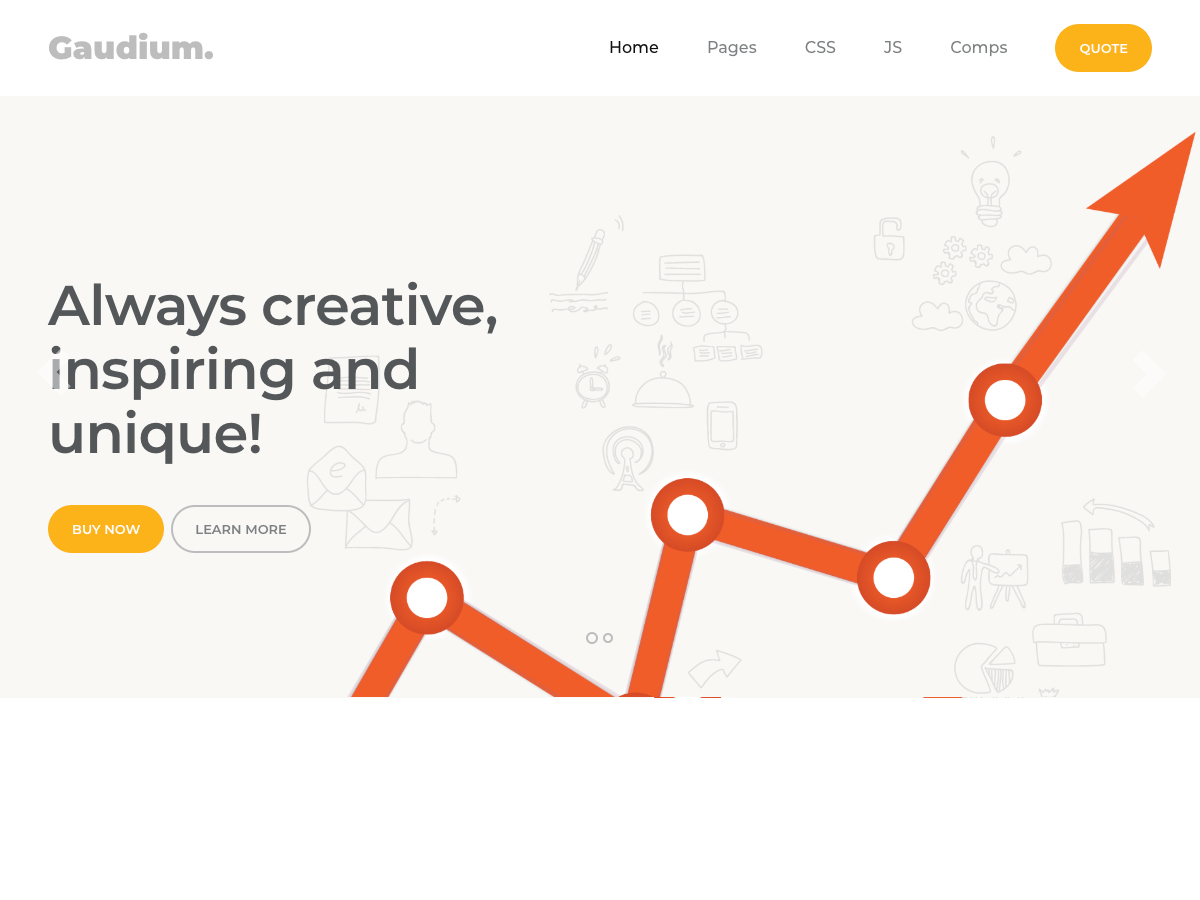 Gaudium.
Home Pages CSS JS Comps QUOTE
Always creative,
inspiring and
unique!
BUY NOW LEARN MORE